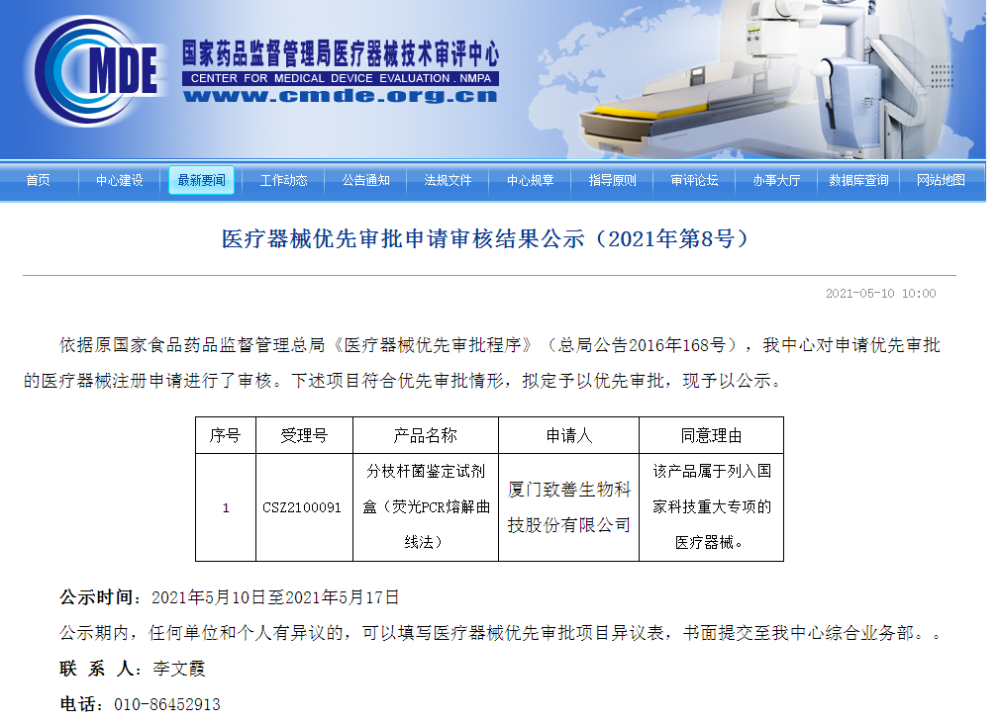 CMDE
国家药品监督管理局医疗器械技术审评中心
CENTER FOR MEDICAL DEVICE EVALUATION . NMPA
www.cmde.org.cn
首页 中心建设 最新要闻 工作动态 公告通知 法规文件 中心规章 指导原则 审评论坛 办事大厅 数据库查询 网站地图
医疗器械优先审批申请审核结果公示（2021年第8号）
2021-05-10 10:00
依据原国家食品药品监督管理总局《医疗器械优先审批程序》（总局公告2016年168号），我中心对申请优先审批
的医疗器械注册申请进行了审核。下述项目符合优先审批情形，拟定予以优先审批，现予以公示。
序号 受理号 产品名称 申请人 同意理由
1 CSZ2100091
分枝杆菌鉴定试剂
盒（荧光PCR熔解曲
线法）
厦门致善生物科
技股份有限公司
该产品属于列入国
家科技重大专项的
医疗器械。
公示时间：2021年5月10日至2021年5月17日
公示期内，任何单位和个人有异议的，可以填写医疗器械优先审批项目异议表，书面提交至我中心综合业务部。。
联 系 人：李文霞
电话：010-86452913